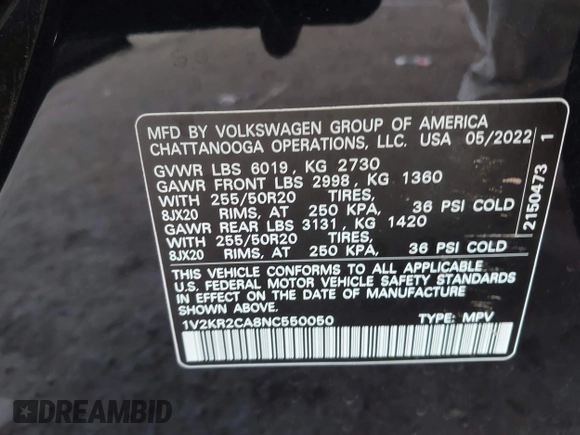 MFD BY VOLKSWAGEN GROUP OF AMERICA
CHATTANOOGA OPERATIONS, LLC. USA 05/2022
GVWR LBS 6019, KG 2730
GAWR FRONT LBS 2998, KG 1360
WITH 255/50R20 TIRES,
8JX20 RIMS, AT 250 KPA, 36 PSI COLD
GAWR REAR LBS 3131, KG 1420
WITH 255/50R20 TIRES,
8JX20 RIMS, AT 250 KPA, 36 PSI COLD
THIS VEHICLE CONFORMS TO ALL APPLICABLE
U.S. FEDERAL MOTOR VEHICLE SAFETY STANDARDS
IN EFFECT ON THE DATE OF MANUFACTURE
SHOWN ABOVE.
1V2KR2CA8NC550050 TYPE: MPV
2150473 1
DREAMBID